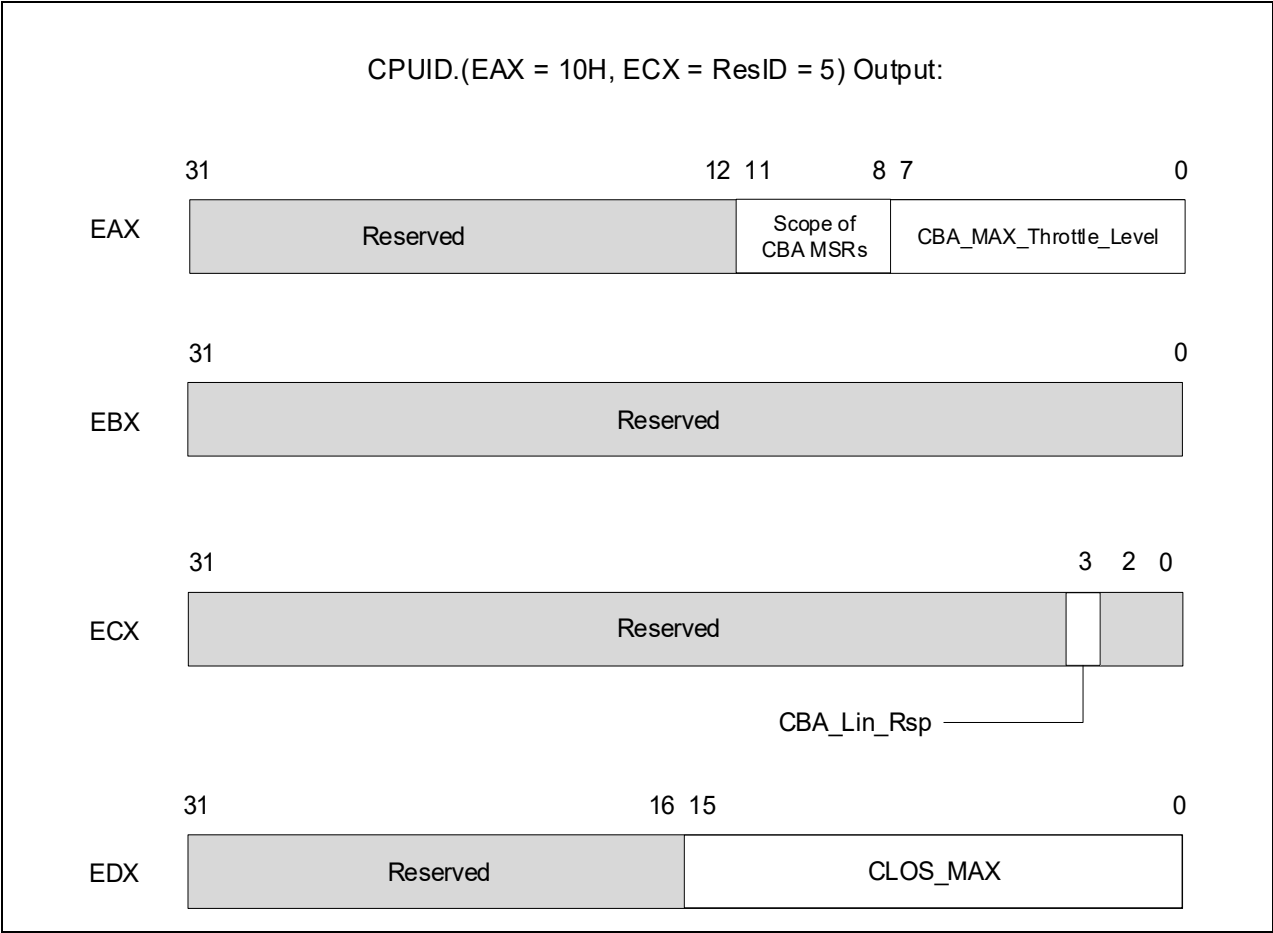 CPUID.(EAX = 10H, ECX = ResID = 5) Output:
31 12 11 8 7 0
EAX Reserved Scope of CBA MSRs CBA_MAX_Throttle_Level
31 0
EBX Reserved
31 3 2 0
ECX Reserved
CBA_Lin_Rsp
31 16 15 0
EDX Reserved CLOS_MAX